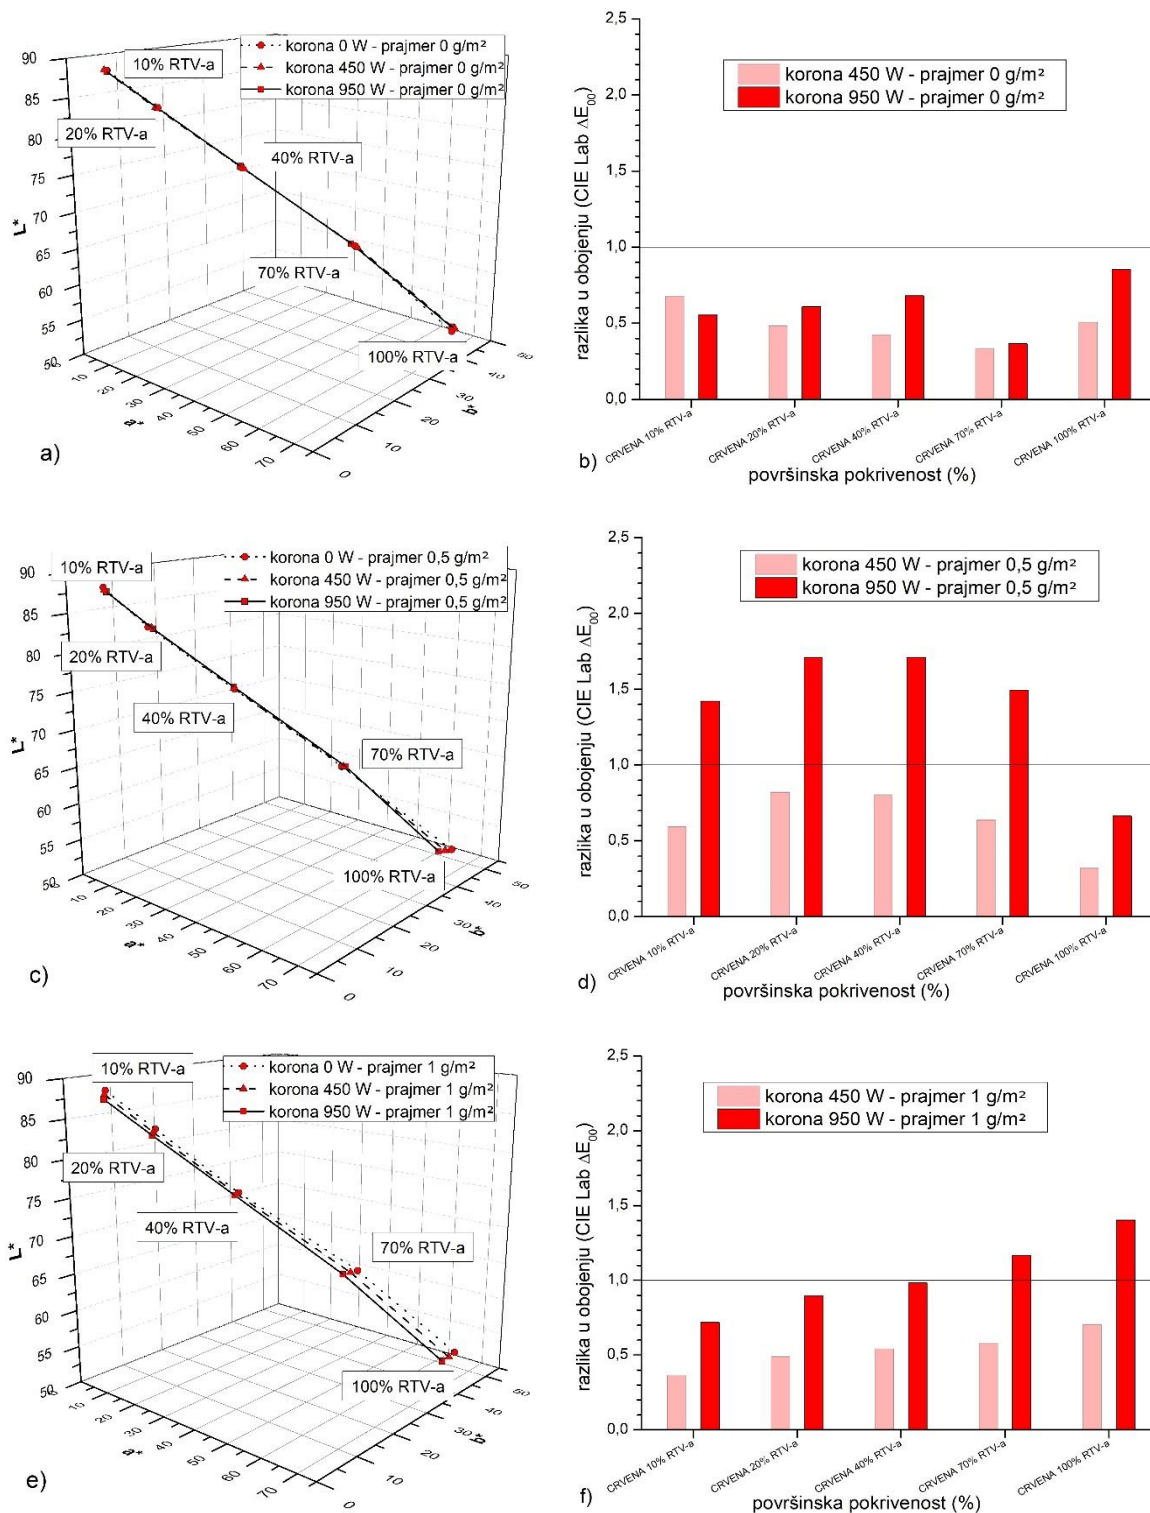 korona 0 W - prajmer 0 g/m²
korona 450 W - prajmer 0 g/m²
korona 950 W - prajmer 0 g/m²
10% RTV-a
20% RTV-a
40% RTV-a
70% RTV-a
100% RTV-a
90
85
80
75
70
65
60
55
50
L*
0
10
20
30
40
50
60
70
a*
0
10
20
30
40
b*
a)
korona 450 W - prajmer 0 g/m²
korona 950 W - prajmer 0 g/m²
2,5
2,0
1,5
1,0
0,5
0,0
razlika u obojenju (CIE Lab ΔE₀₀)
CRVENA 10% RTV-a
CRVENA 20% RTV-a
CRVENA 40% RTV-a
CRVENA 70% RTV-a
CRVENA 100% RTV-a
površinska pokrivenost (%)
b)
korona 0 W - prajmer 0,5 g/m²
korona 450 W - prajmer 0,5 g/m²
korona 950 W - prajmer 0,5 g/m²
10% RTV-a
20% RTV-a
40% RTV-a
70% RTV-a
100% RTV-a
90
85
80
75
70
65
60
55
50
L*
10
20
30
40
50
60
70
a*
0
10
20
30
40
50
b*
c)
korona 450 W - prajmer 0,5 g/m²
korona 950 W - prajmer 0,5 g/m²
2,5
2,0
1,5
1,0
0,5
0,0
razlika u obojenju (CIE Lab ΔE₀₀)
CRVENA 10% RTV-a
CRVENA 20% RTV-a
CRVENA 40% RTV-a
CRVENA 70% RTV-a
CRVENA 100% RTV-a
površinska pokrivenost (%)
d)
korona 0 W - prajmer 1 g/m²
korona 450 W - prajmer 1 g/m²
korona 950 W - prajmer 1 g/m²
10% RTV-a
20% RTV-a
40% RTV-a
70% RTV-a
100% RTV-a
90
85
80
75
70
65
60
55
50
L*
10
20
30
40
50
60
70
a*
0
10
20
30
40
b*
e)
korona 450 W - prajmer 1 g/m²
korona 950 W - prajmer 1 g/m²
2,5
2,0
1,5
1,0
0,5
0,0
razlika u obojenju (CIE Lab ΔE₀₀)
CRVENA 10% RTV-a
CRVENA 20% RTV-a
CRVENA 40% RTV-a
CRVENA 70% RTV-a
CRVENA 100% RTV-a
površinska pokrivenost (%)
f)